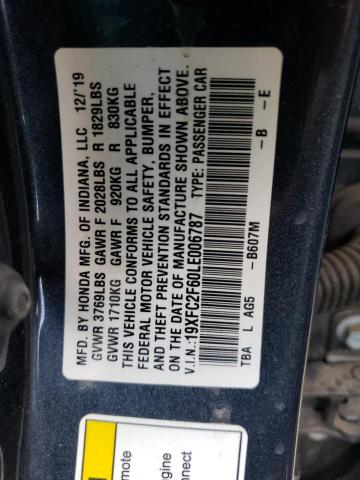 MFD. BY HONDA MFG. OF INDIANA, LLC 12/'19
GVWR 3769LBS GAWR F 2028LBS R 1829LBS
GVWR 1710KG GAWR F 920KG R 830KG
THIS VEHICLE CONFORMS TO ALL APPLICABLE
FEDERAL MOTOR VEHICLE SAFETY, BUMPER,
AND THEFT PREVENTION STANDARDS IN EFFECT
ON THE DATE OF MANUFACTURE SHOWN ABOVE.
V.I.N.:19XFC2F60LE006787 TYPE: PASSENGER CAR
TBA L AG5 -B607M -B -E
mote
gine
nnect